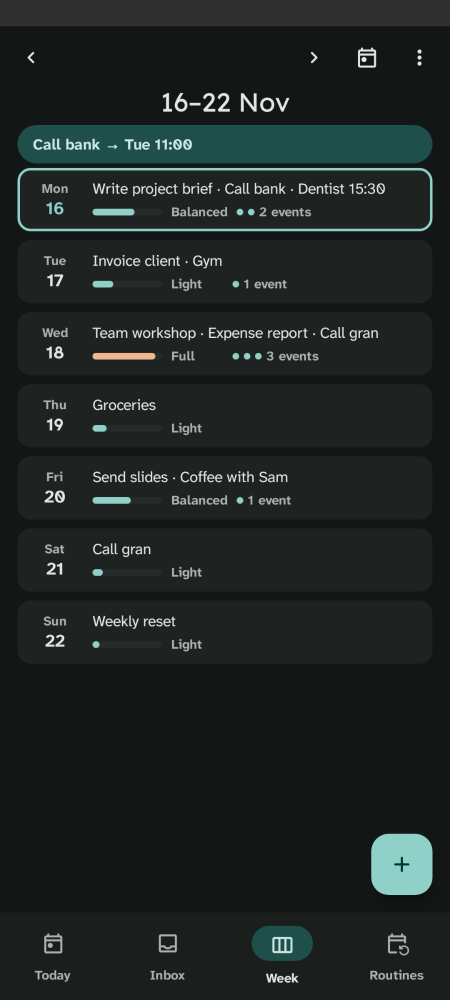 16–22 Nov
Call bank → Tue 11:00
Mon
16
Write project brief · Call bank · Dentist 15:30
Balanced
2 events
Tue
17
Invoice client · Gym
Light
1 event
Wed
18
Team workshop · Expense report · Call gran
Full
3 events
Thu
19
Groceries
Light
Fri
20
Send slides · Coffee with Sam
Balanced
1 event
Sat
21
Call gran
Light
Sun
22
Weekly reset
Light
Today
Inbox
Week
Routines